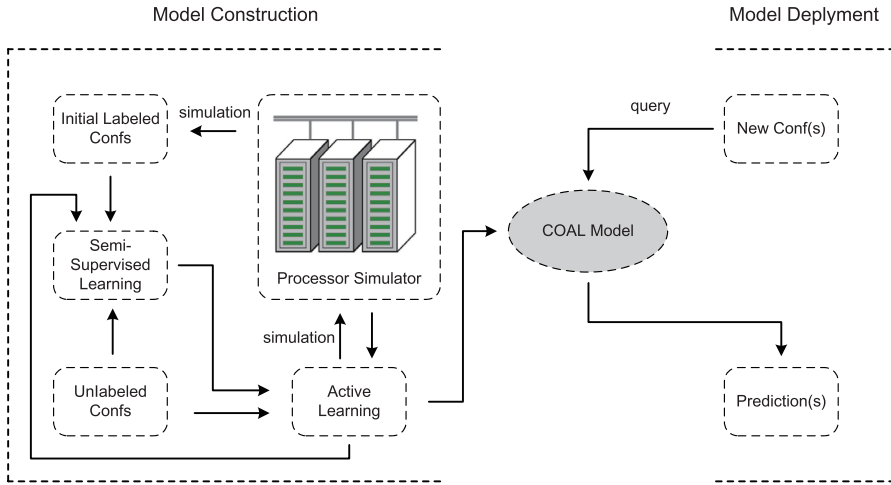 Model Construction
Model Deplyment
Initial Labeled
Confs
simulation
query
New Conf(s)
Semi-
Supervised
Learning
Processor Simulator
COAL Model
simulation
Unlabeled
Confs
Active
Learning
Prediction(s)